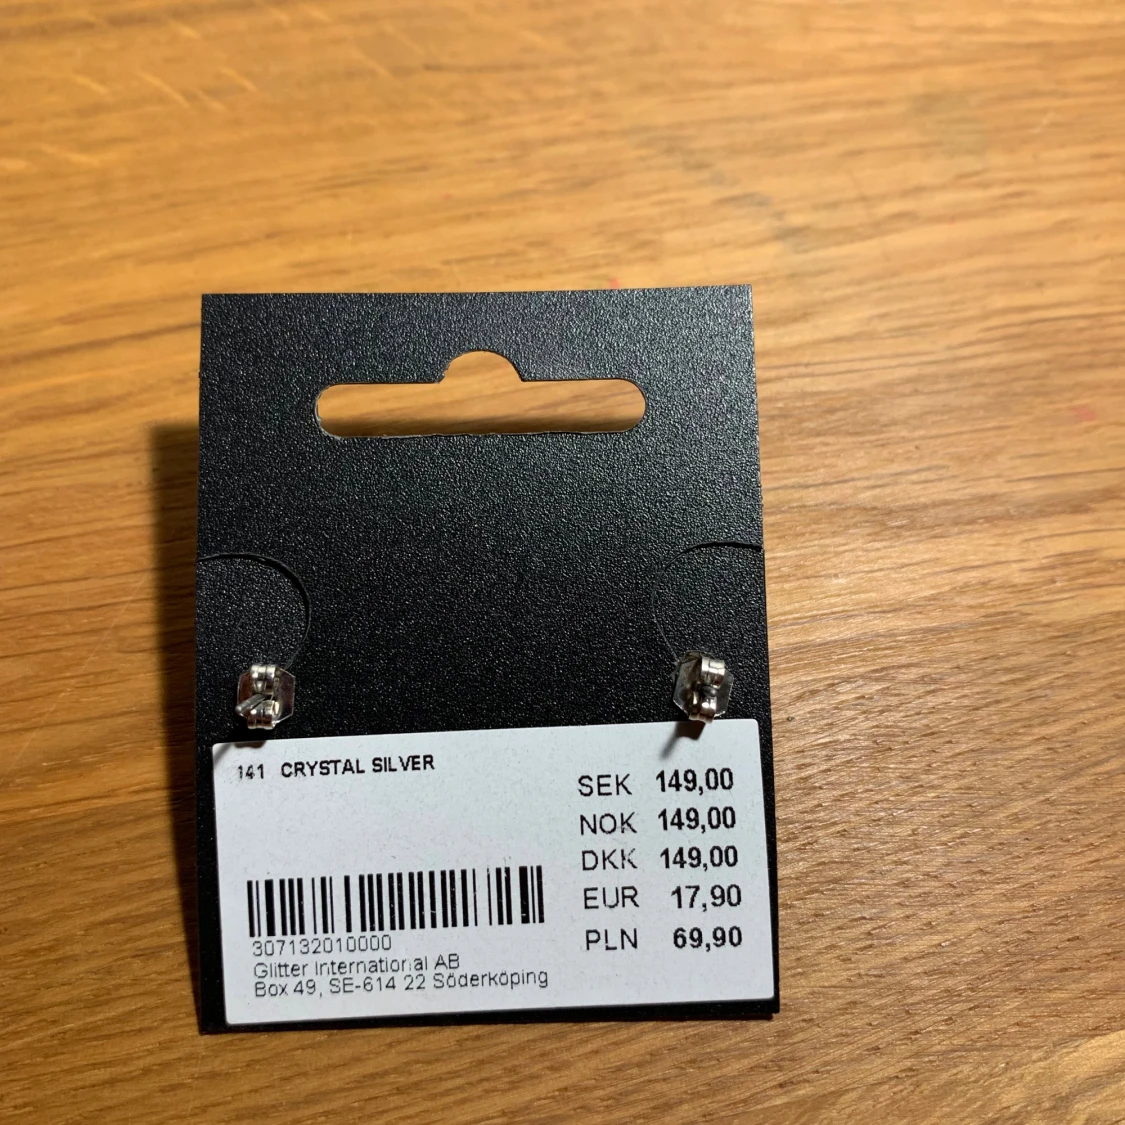 141 CRYSTAL SILVER
SEK 149,00
NOK 149,00
DKK 149,00
EUR 17,90
PLN 69,90
307132010000
Glitter International AB
Box 49, SE-614 22 Söderköping